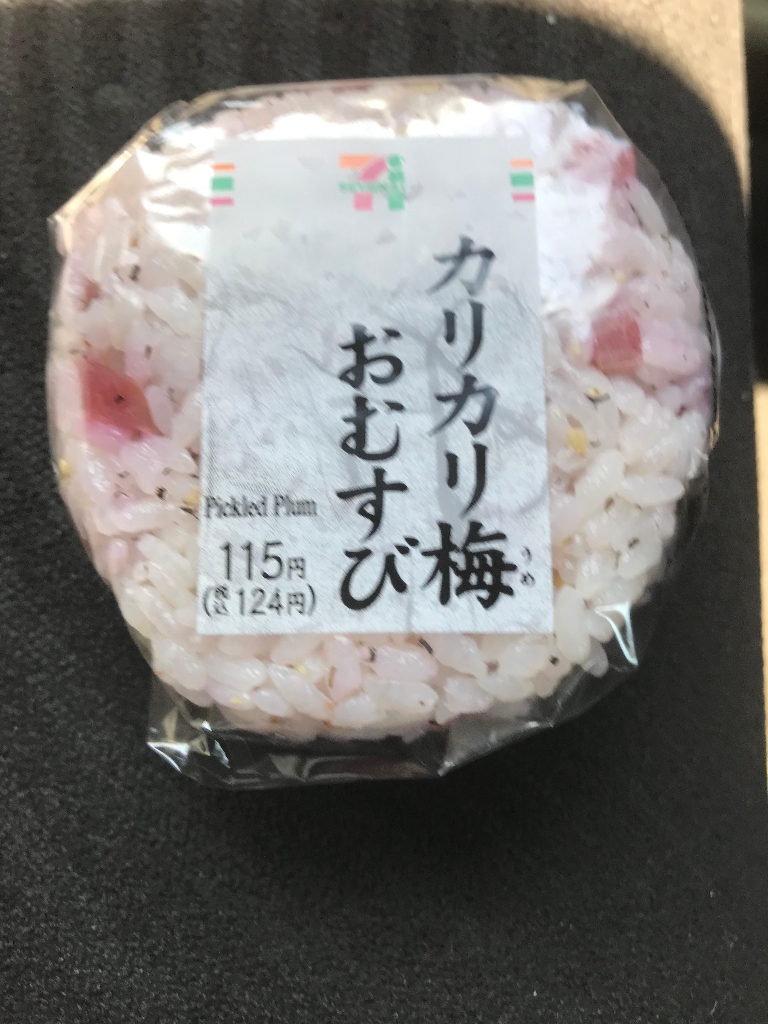 カリカリ梅
うめ
おむすび
Pickled Plum
115円
(税込124円)